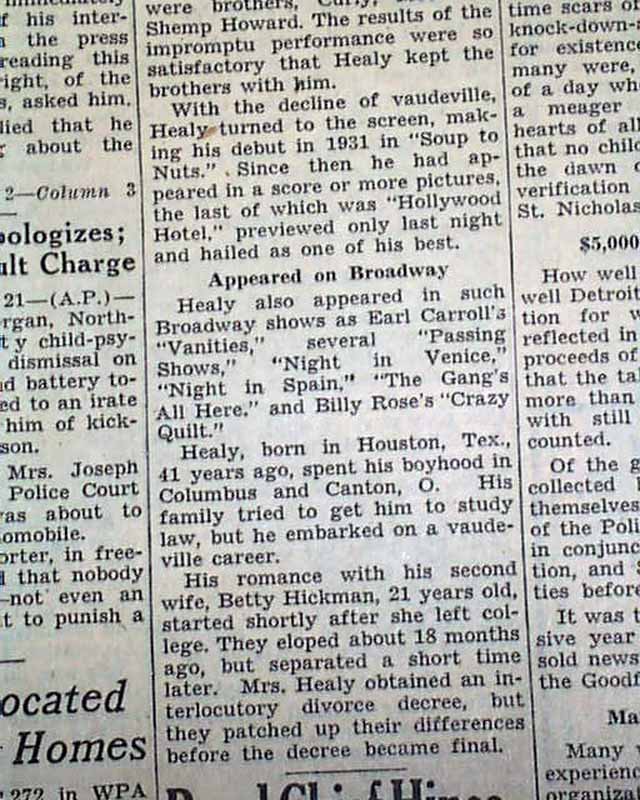 f his inter-
the press
reading this
ight, of the
s, asked him.
lied that he
about the
2—Column 3
ologizes;
ult Charge
21—(A.P.)—
rgan, North-
ty child-psy-
dismissal on
d battery to-
ed to an irate
him of kick-
son.
Mrs. Joseph
Police Court
as about to
omobile.
orter, in free-
d that nobody
—not even an
t to punish a
ocated
Homes
272 in WPA
were brothers,
Shemp Howard. The results of the
impromptu performance were so
satisfactory that Healy kept the
brothers with him.
With the decline of vaudeville,
Healy turned to the screen, mak-
ing his debut in 1931 in "Soup to
Nuts." Since then he had ap-
peared in a score or more pictures,
the last of which was "Hollywood
Hotel," previewed only last night
and hailed as one of his best.
Appeared on Broadway
Healy also appeared in such
Broadway shows as Earl Carroll's
"Vanities," several "Passing
Shows," "Night in Venice,"
"Night in Spain," "The Gang's
All Here," and Billy Rose's "Crazy
Quilt."
Healy, born in Houston, Tex.,
41 years ago, spent his boyhood in
Columbus and Canton, O. His
family tried to get him to study
law, but he embarked on a vaude-
ville career.
His romance with his second
wife, Betty Hickman, 21 years old,
started shortly after she left col-
lege. They eloped about 18 months
ago, but separated a short time
later. Mrs. Healy obtained an in-
terlocutory divorce decree, but
they patched up their differences
before the decree became final.
time scars of
knock-down-
for existence
many were,
of a day wh
a meager
hearts of all
that no chil
the dawn
verification
St. Nicholas
$5,000
How well
well Detroit
tion for w
reflected in
proceeds of
that the ta
more than
with still
counted.
Of the g
collected
themselves
of the Poli
in conjunc
tion, and
ties before
It was t
sive year
sold news
the Goodf
Ma
Many
experienc
organiza